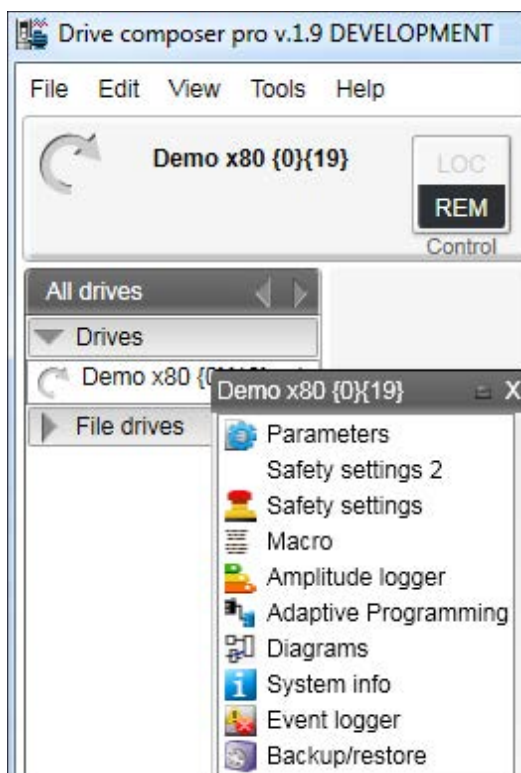 Drive composer pro v.1.9 DEVELOPMENT
File Edit View Tools Help
Demo x80 {0}{19}
LOC
REM
Control
All drives
Drives
Demo x80
Demo x80 {0}{19} X
File drives
Parameters
Safety settings 2
Safety settings
Macro
Amplitude logger
Adaptive Programming
Diagrams
System info
Event logger
Backup/restore